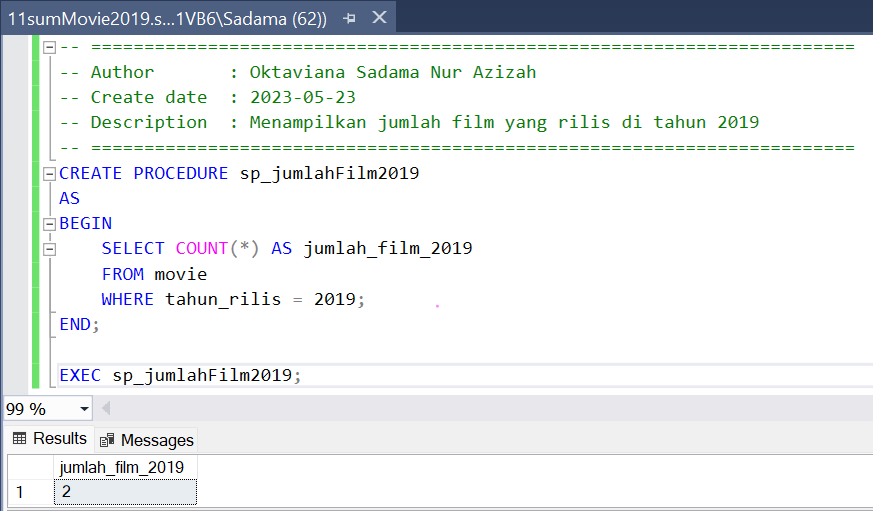 11sumMovie2019.s...1VB6\Sadama (62))
-- ========================================================================
-- Author       : Oktaviana Sadama Nur Azizah
-- Create date  : 2023-05-23
-- Description  : Menampilkan jumlah film yang rilis di tahun 2019
-- ========================================================================
CREATE PROCEDURE sp_jumlahFilm2019
AS
BEGIN
    SELECT COUNT(*) AS jumlah_film_2019
    FROM movie
    WHERE tahun_rilis = 2019;
END;
EXEC sp_jumlahFilm2019;
99 %
Results Messages
jumlah_film_2019
1 2